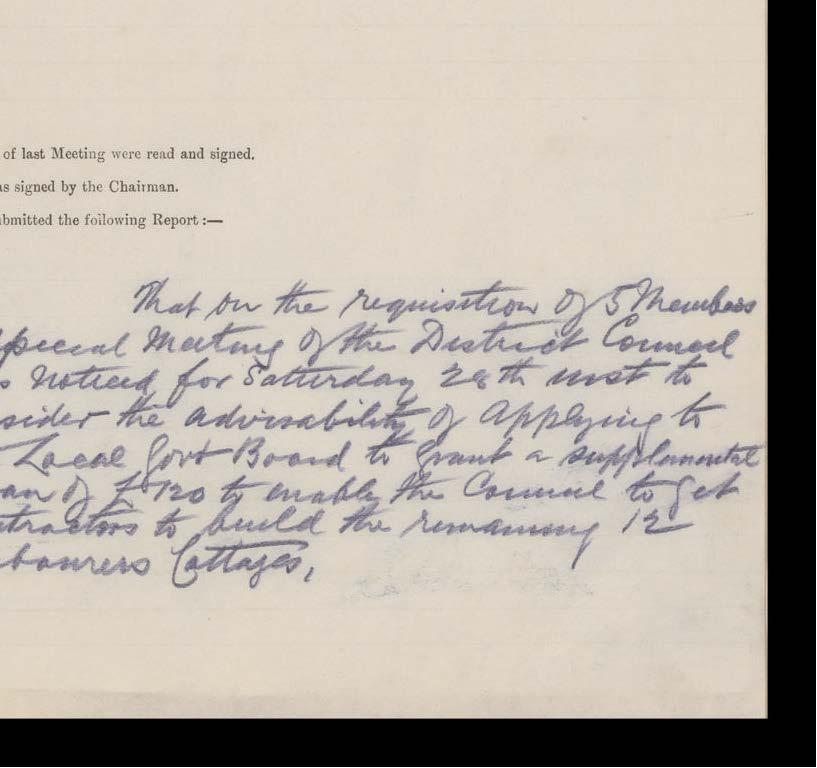 of last Meeting were read and signed.
as signed by the Chairman.
ubmitted the following Report :—
That on the requisition of 5 Members
Special Meeting of the District Council
s Noticed for Satturday 28th inst to
sider the advisability of Applying to
Local Govt Board to Grant a supplemental
an of £120 to enable the Council to get
tractors to build the remaining 12
bourers Cottages,